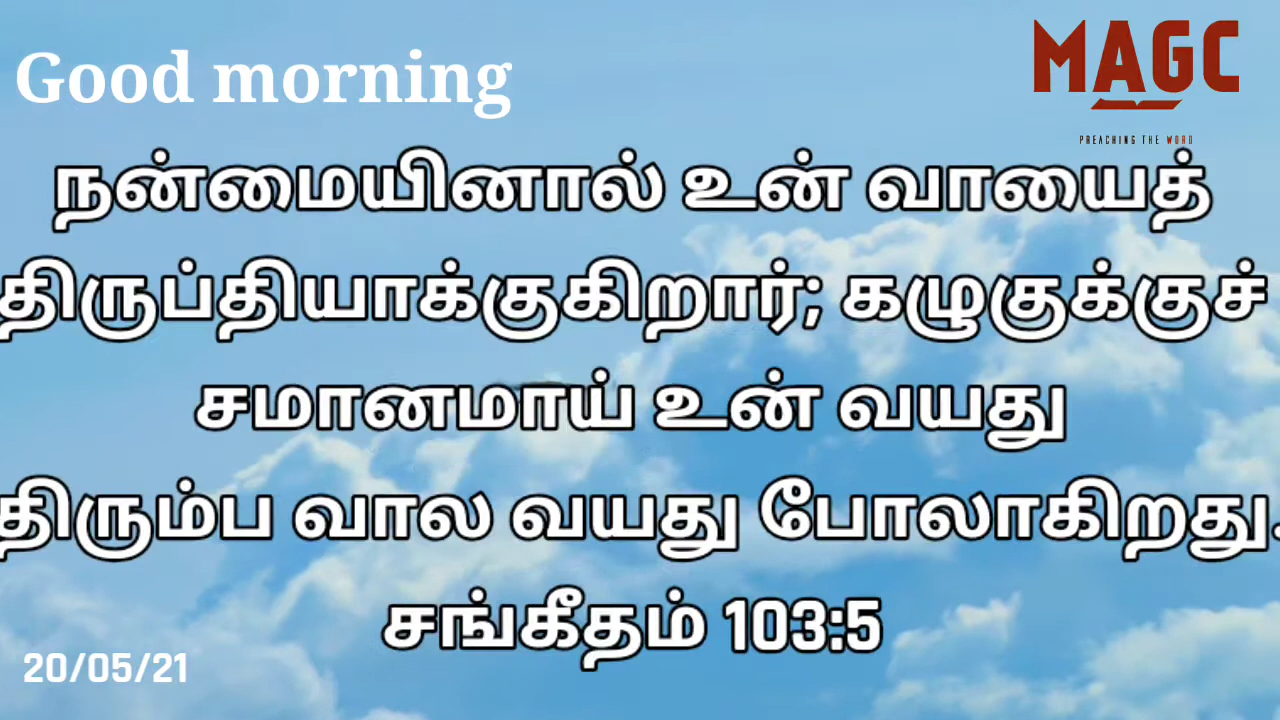 Good morning
MAGC
PREACHING THE WORD
நன்மையினால் உன் வாயைத்
திருப்தியாக்குகிறார்; கழுகுக்குச்
சமானமாய் உன் வயது
திரும்ப வால வயது போலாகிறது.
சங்கீதம் 103:5
20/05/21